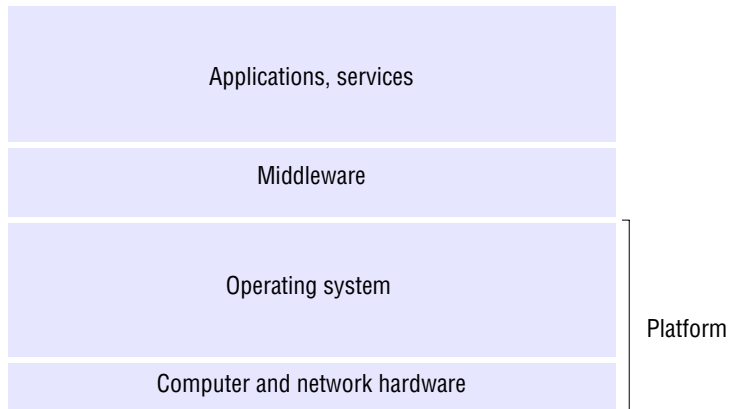 Applications, services
Middleware
Operating system
Platform
Computer and network hardware